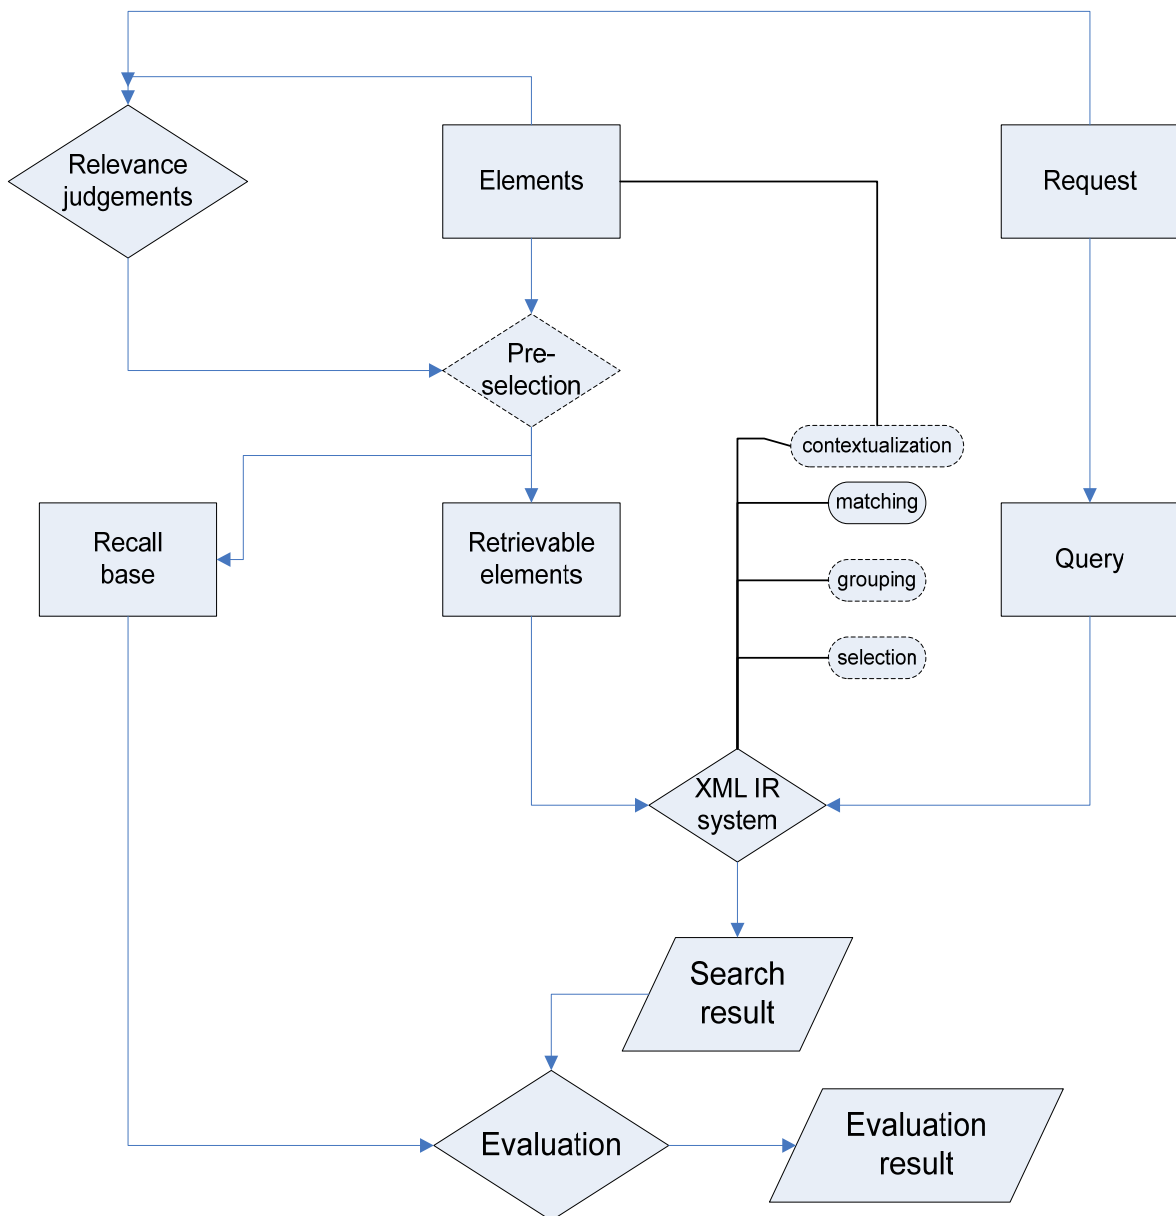 Relevance
judgements
Elements
Request
Pre-
selection
contextualization
matching
grouping
selection
Recall
base
Retrievable
elements
Query
XML IR
system
Search
result
Evaluation
Evaluation
result